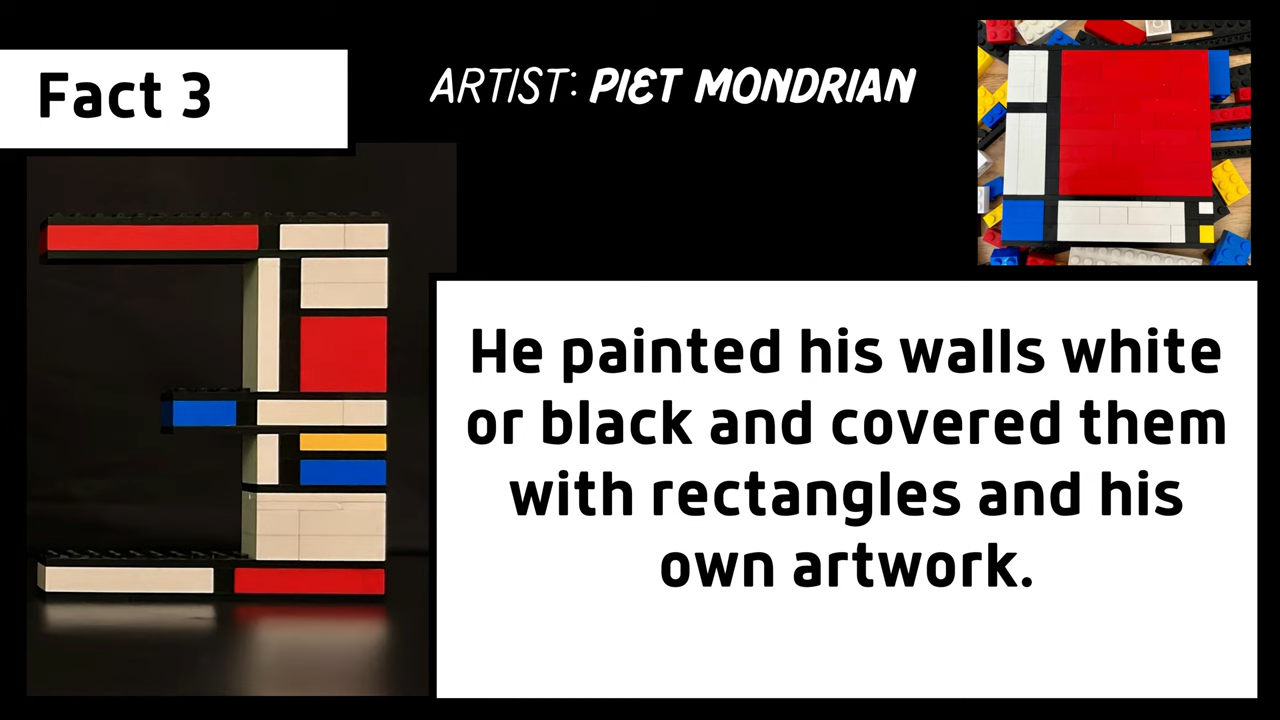 Fact 3
ARTIST: PIET MONDRIAN
He painted his walls white
or black and covered them
with rectangles and his
own artwork.